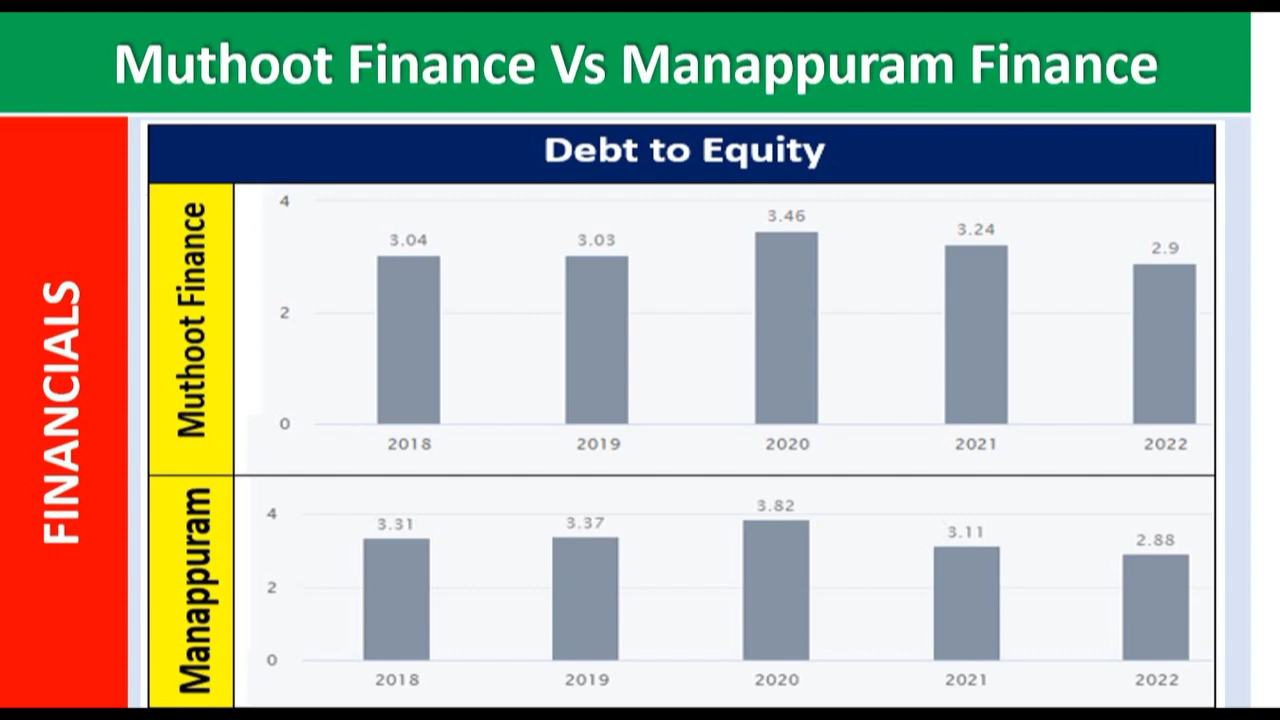 Muthoot Finance Vs Manappuram Finance
FINANCIALS
Debt to Equity
Muthoot Finance
4
2
0
3.04
3.03
3.46
3.24
2.9
2018 2019 2020 2021 2022
Manappuram
4
2
0
3.31
3.37
3.82
3.11
2.88
2018 2019 2020 2021 2022